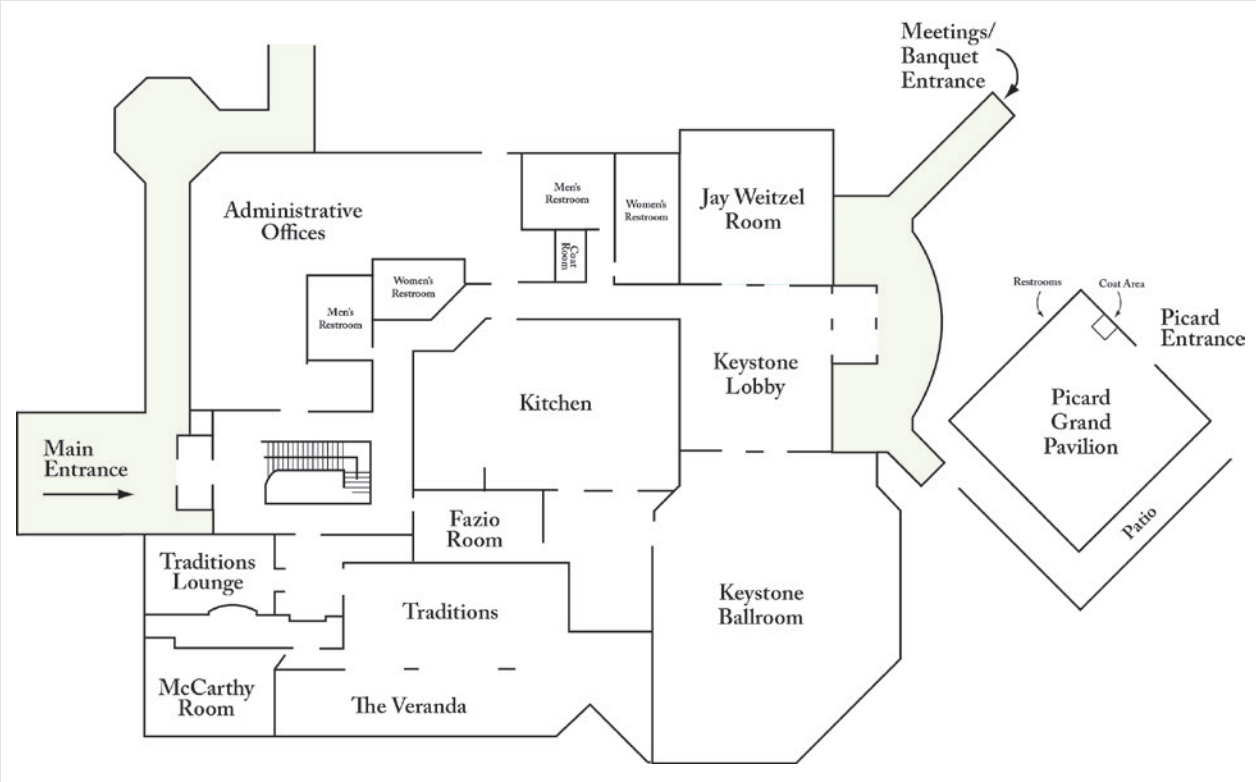 Meetings/
Banquet
Entrance
Men's
Restroom
Women's
Restroom
Jay Weitzel
Room
Administrative
Offices
Coat
Room
Women's
Restroom
Men's
Restroom
Restrooms
Coat Area
Picard
Entrance
Keystone
Lobby
Kitchen
Picard
Grand
Pavilion
Main
Entrance
Fazio
Room
Patio
Traditions
Lounge
Traditions
Keystone
Ballroom
McCarthy
Room
The Veranda